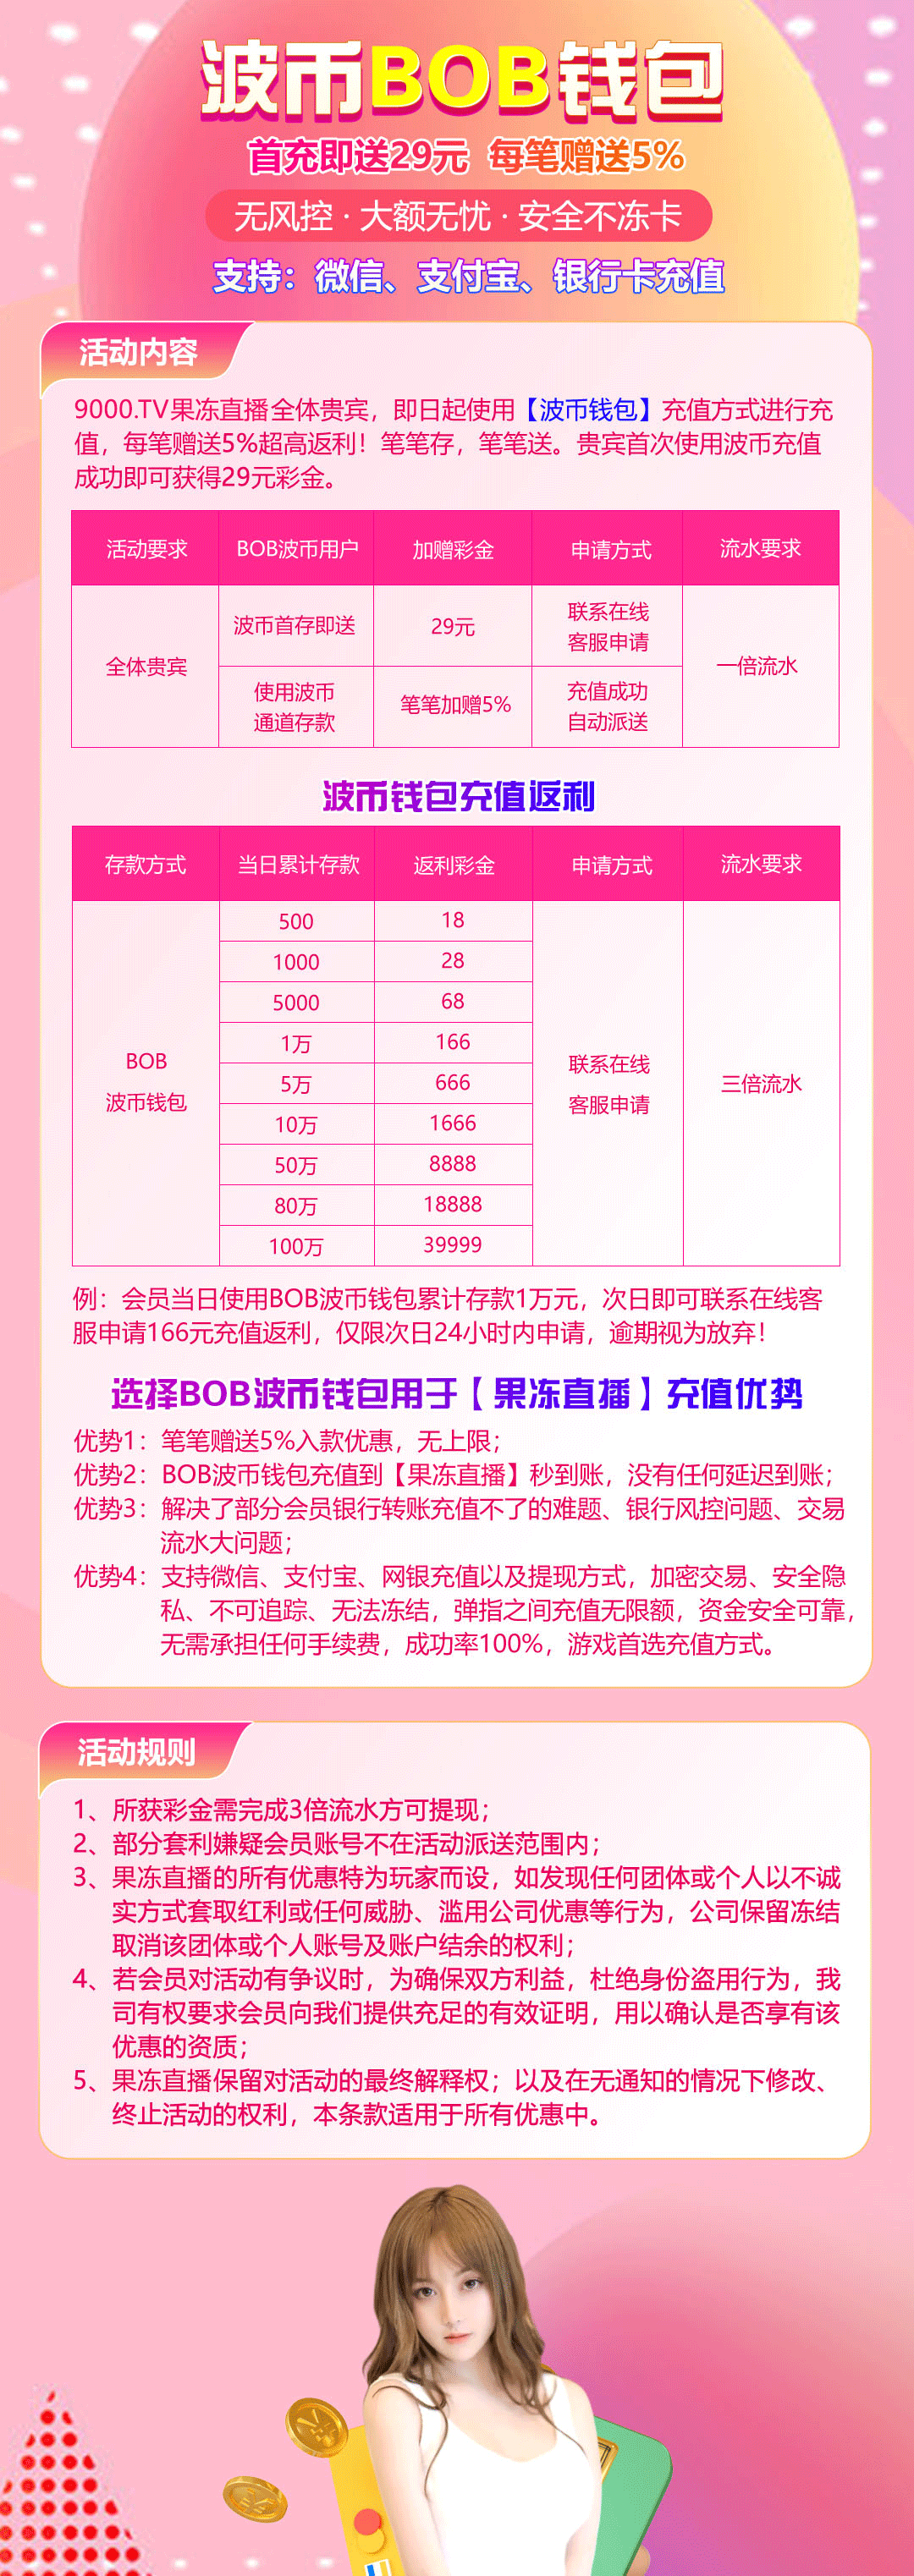 波币BOB钱包
首充即送29元 每笔赠送5%
无风控·大额无忧·安全不冻卡
支持：微信、支付宝、银行卡充值
活动内容
9000.TV果冻直播全体贵宾，即日起使用【波币钱包】充值方式进行充
值，每笔赠送5%超高返利！笔笔存，笔笔送。贵宾首次使用波币充值
成功即可获得29元彩金。
活动要求 BOB波币用户 加赠彩金 申请方式 流水要求
全体贵宾
波币首存即送 29元
联系在线
客服申请
使用波币
通道存款
笔笔加赠5%
充值成功
自动派送
一倍流水
波币钱包充值返利
存款方式 当日累计存款 返利彩金 申请方式 流水要求
BOB
波币钱包
500 18
1000 28
5000 68
1万 166
5万 666
10万 1666
50万 8888
80万 18888
100万 39999
联系在线
客服申请
三倍流水
例：会员当日使用BOB波币钱包累计存款1万元，次日即可联系在线客
服申请166元充值返利，仅限次日24小时内申请，逾期视为放弃！
选择BOB波币钱包用于【果冻直播】充值优势
优势1：笔笔赠送5%入款优惠，无上限；
优势2：BOB波币钱包充值到【果冻直播】秒到账，没有任何延迟到账；
优势3：解决了部分会员银行转账充值不了的难题、银行风控问题、交易
流水大问题；
优势4：支持微信、支付宝、网银充值以及提现方式，加密交易、安全隐
私、不可追踪、无法冻结，弹指之间充值无限额，资金安全可靠，
无需承担任何手续费，成功率100%，游戏首选充值方式。
活动规则
1、所获彩金需完成3倍流水方可提现；
2、部分套利嫌疑会员账号不在活动派送范围内；
3、果冻直播的所有优惠特为玩家而设，如发现任何团体或个人以不诚
实方式套取红利或任何威胁、滥用公司优惠等行为，公司保留冻结
取消该团体或个人账号及账户结余的权利；
4、若会员对活动有争议时，为确保双方利益，杜绝身份盗用行为，我
司有权要求会员向我们提供充足的有效证明，用以确认是否享有该
优惠的资质；
5、果冻直播保留对活动的最终解释权；以及在无通知的情况下修改、
终止活动的权利，本条款适用于所有优惠中。